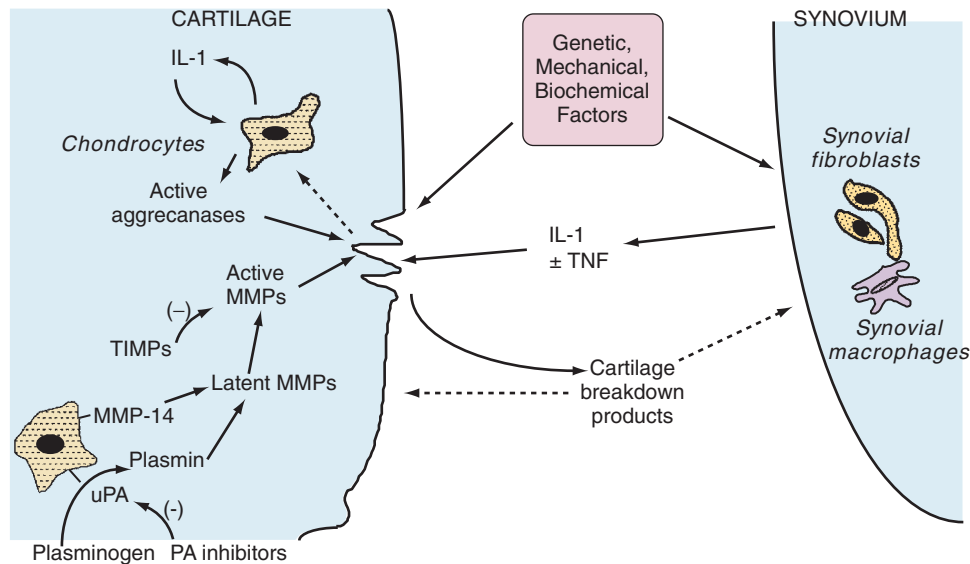 CARTILAGE
SYNOVIUM
IL-1
Chondrocytes
Active
aggrecanases
Active
MMPs
(–)
TIMPs
Latent MMPs
MMP-14
Plasmin
uPA
(-)
Plasminogen
PA inhibitors
Genetic,
Mechanical,
Biochemical
Factors
IL-1
± TNF
Cartilage
breakdown
products
Synovial
fibroblasts
Synovial
macrophages